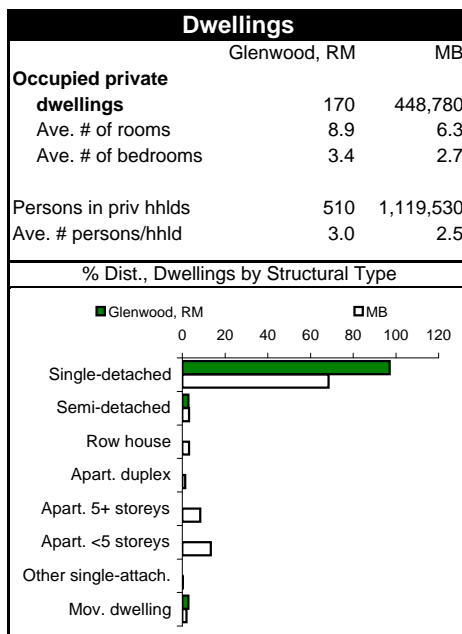 Dwellings
Glenwood, RM MB
Occupied private
dwellings 170 448,780
Ave. # of rooms 8.9 6.3
Ave. # of bedrooms 3.4 2.7
Persons in priv hhlds 510 1,119,530
Ave. # persons/hhld 3.0 2.5
% Dist., Dwellings by Structural Type
Glenwood, RM MB
0 20 40 60 80 100 120
Single-detached
Semi-detached
Row house
Apart. duplex
Apart. 5+ storeys
Apart. <5 storeys
Other single-attach.
Mov. dwelling